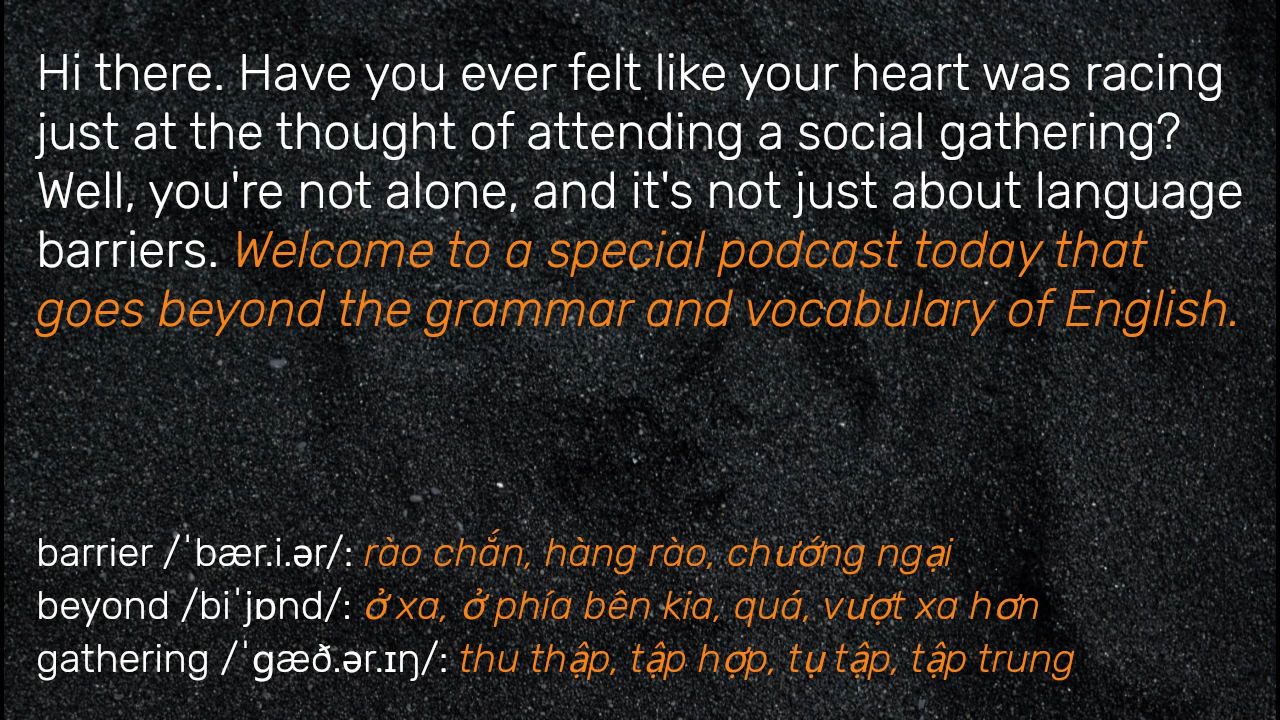 Hi there. Have you ever felt like your heart was racing
just at the thought of attending a social gathering?
Well, you're not alone, and it's not just about language
barriers. Welcome to a special podcast today that
goes beyond the grammar and vocabulary of English.
barrier /ˈbær.i.ər/: rào chắn, hàng rào, chướng ngại
beyond /biˈjɒnd/: ở xa, ở phía bên kia, quá, vượt xa hơn
gathering /ˈɡæð.ər.ɪŋ/: thu thập, tập hợp, tụ tập, tập trung